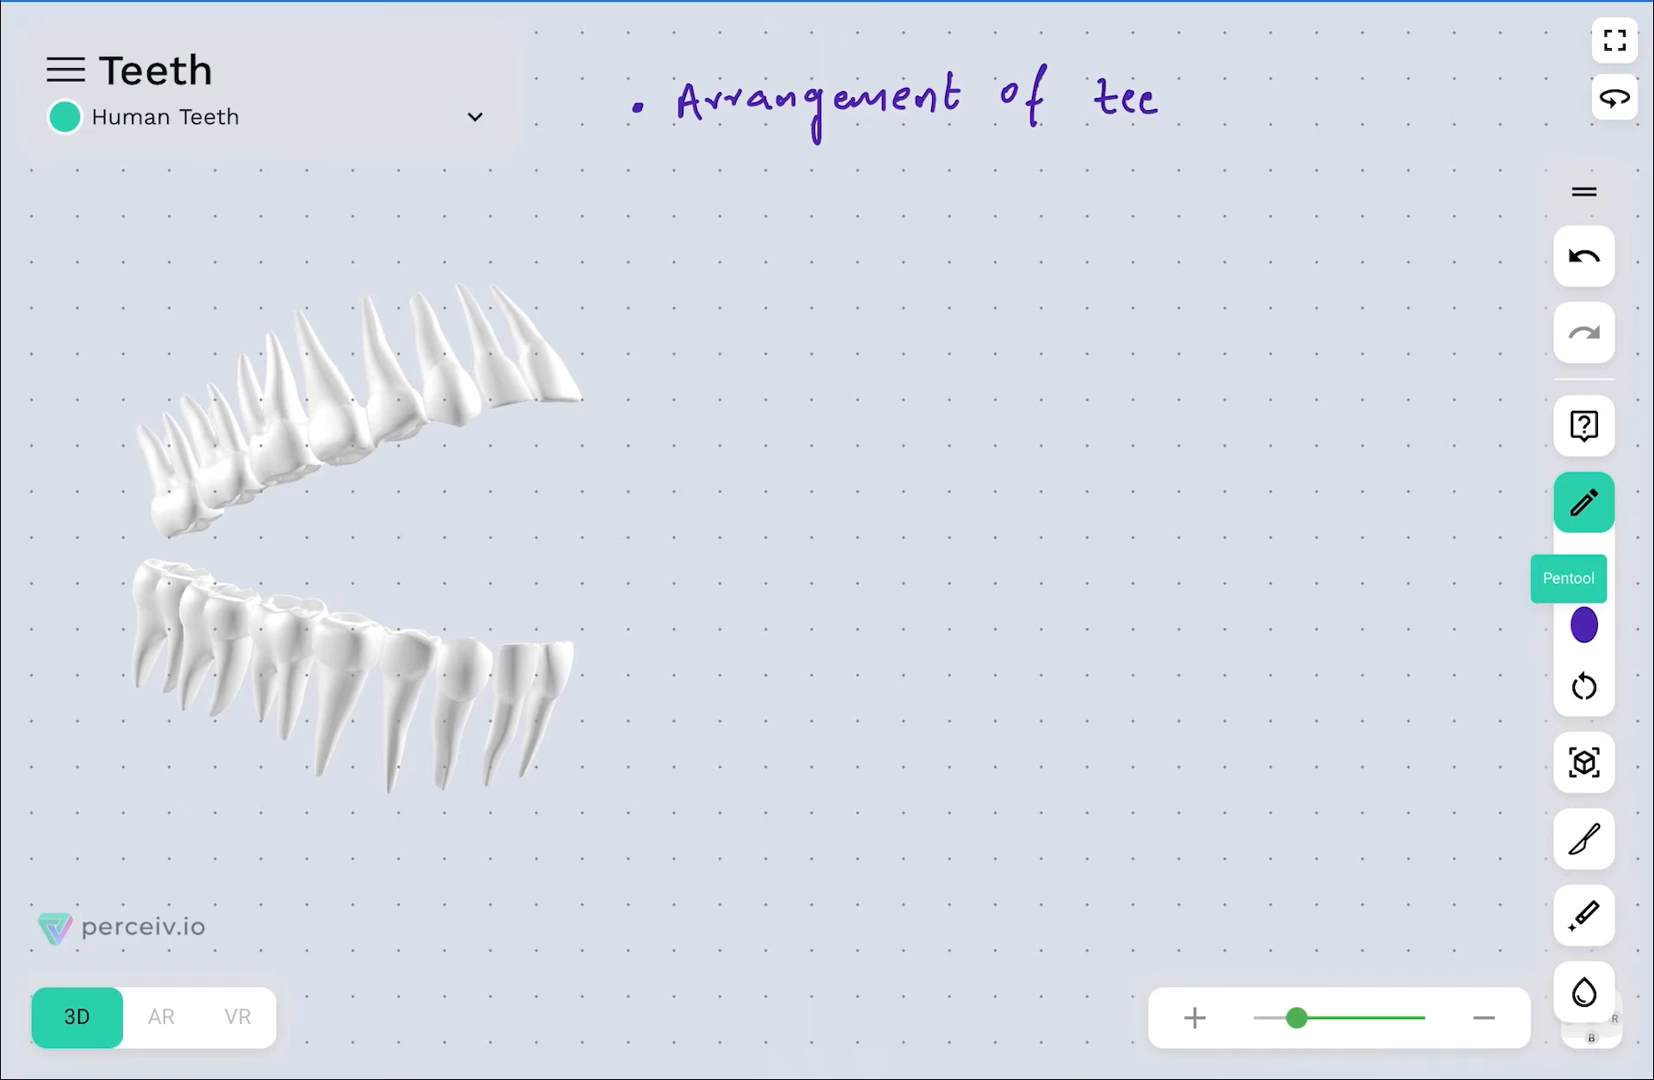 Teeth
Human Teeth
• Arrangement of tee
Pentool
perceiv.io
3D AR VR
R
B